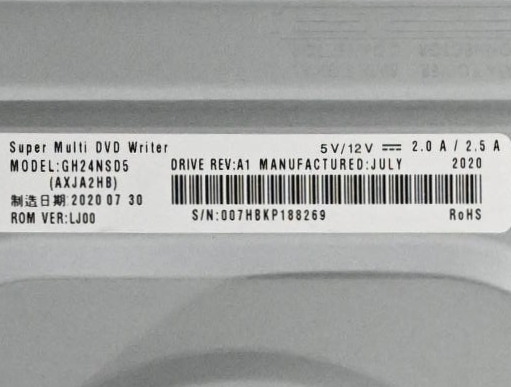 Super Multi DVD Writer 5V/12V ⎓ 2.0 A / 2.5 A
MODEL:GH24NSD5 DRIVE REV:A1 MANUFACTURED:JULY 2020
(AXJA2HB)
制造日期:2020 07 30
ROM VER:LJ00 S/N:007HBKP188269 RoHS